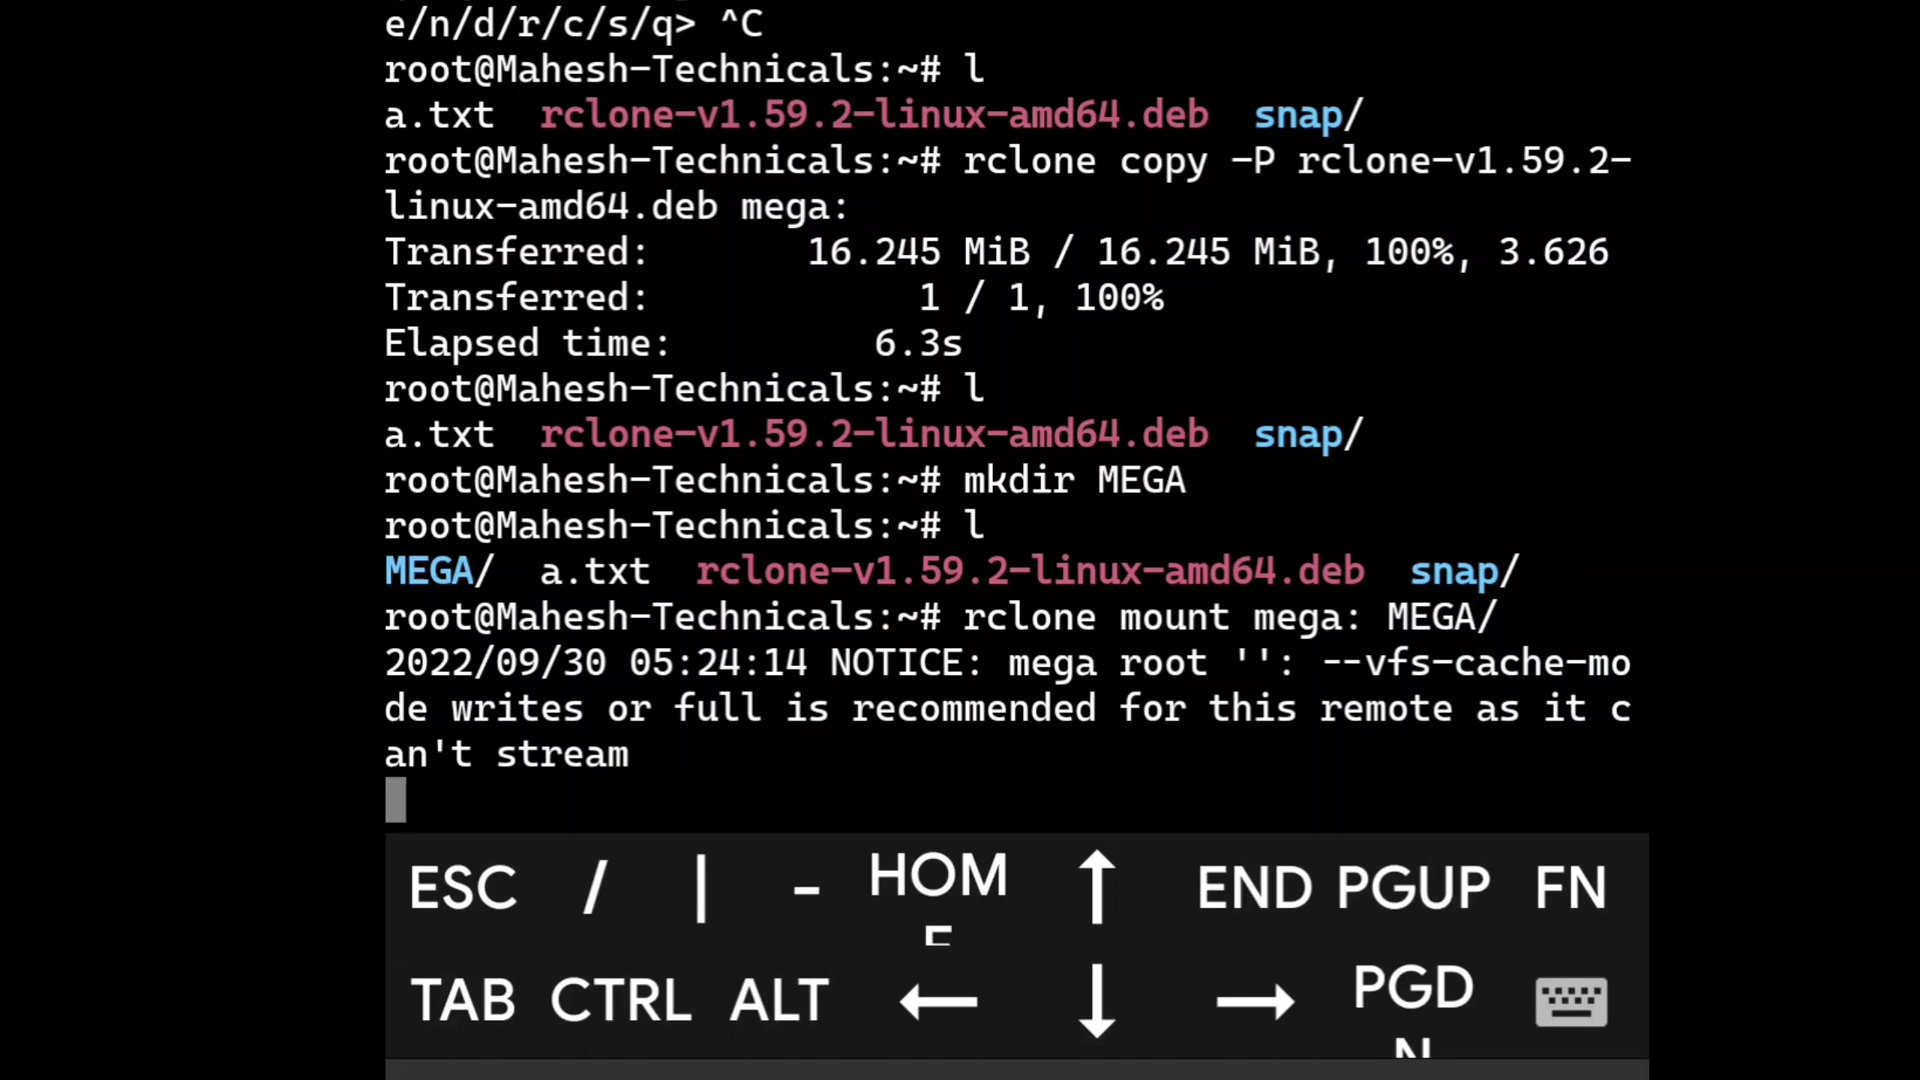 e/n/d/r/c/s/q> ^C
root@Mahesh-Technicals:~# l
a.txt  rclone-v1.59.2-linux-amd64.deb  snap/
root@Mahesh-Technicals:~# rclone copy -P rclone-v1.59.2-
linux-amd64.deb mega:
Transferred:       16.245 MiB / 16.245 MiB, 100%, 3.626
Transferred:            1 / 1, 100%
Elapsed time:         6.3s
root@Mahesh-Technicals:~# l
a.txt  rclone-v1.59.2-linux-amd64.deb  snap/
root@Mahesh-Technicals:~# mkdir MEGA
root@Mahesh-Technicals:~# l
MEGA/  a.txt  rclone-v1.59.2-linux-amd64.deb  snap/
root@Mahesh-Technicals:~# rclone mount mega: MEGA/
2022/09/30 05:24:14 NOTICE: mega root '': --vfs-cache-mo
de writes or full is recommended for this remote as it c
an't stream
ESC / | - HOME ↑ END PGUP FN
TAB CTRL ALT ← ↓ → PGDN